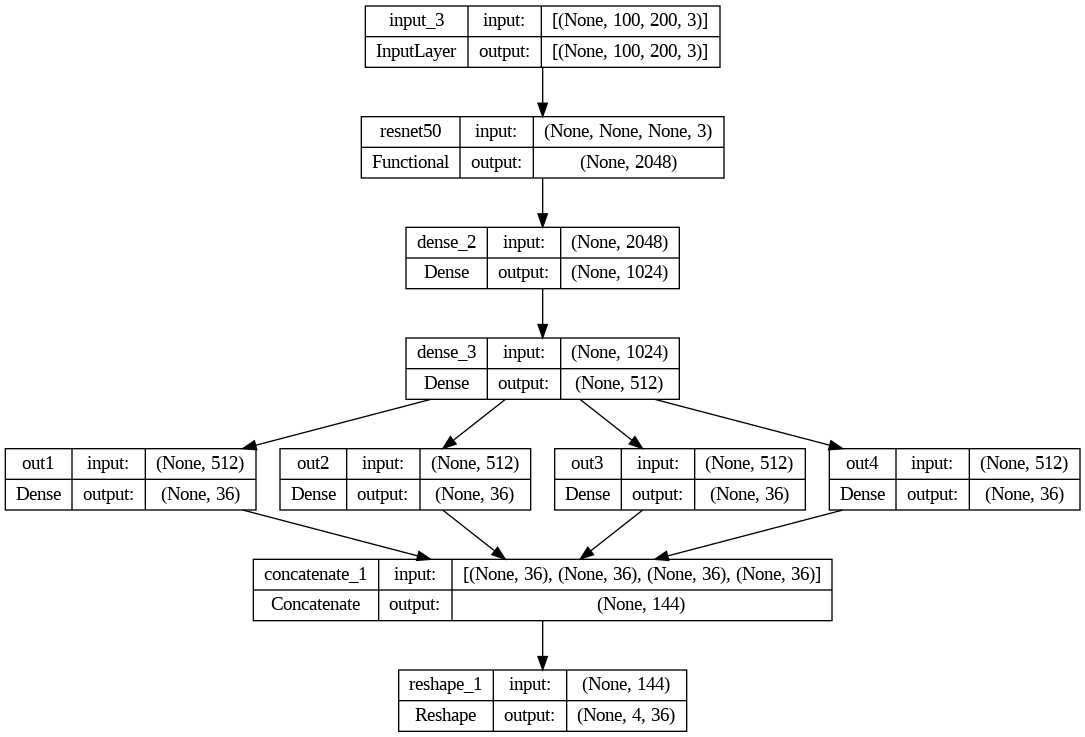 input_3 input: [(None, 100, 200, 3)]
InputLayer output: [(None, 100, 200, 3)]
resnet50 input: (None, None, None, 3)
Functional output: (None, 2048)
dense_2 input: (None, 2048)
Dense output: (None, 1024)
dense_3 input: (None, 1024)
Dense output: (None, 512)
out1 input: (None, 512)
Dense output: (None, 36)
out2 input: (None, 512)
Dense output: (None, 36)
out3 input: (None, 512)
Dense output: (None, 36)
out4 input: (None, 512)
Dense output: (None, 36)
concatenate_1 input: [(None, 36), (None, 36), (None, 36), (None, 36)]
Concatenate output: (None, 144)
reshape_1 input: (None, 144)
Reshape output: (None, 4, 36)